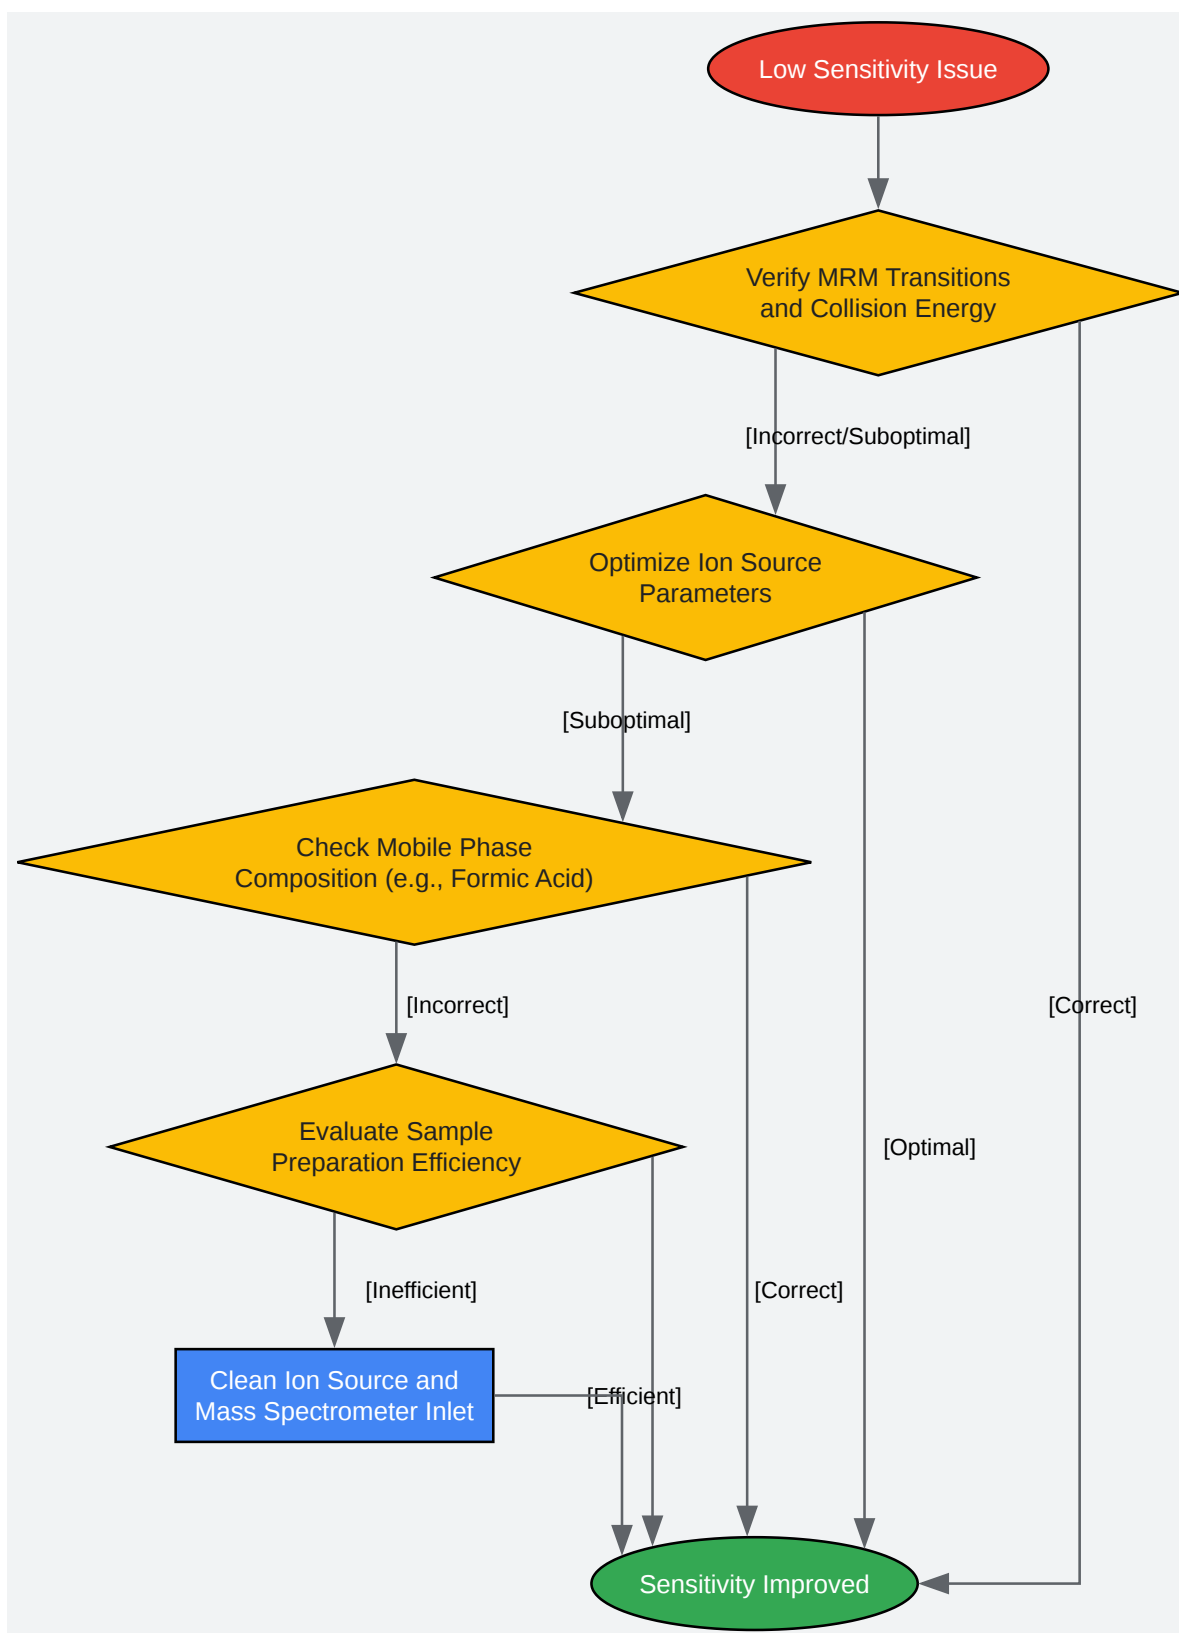 Low Sensitivity Issue
Verify MRM Transitions
and Collision Energy
[Incorrect/Suboptimal]
Optimize Ion Source
Parameters
[Suboptimal]
Check Mobile Phase
Composition (e.g., Formic Acid)
[Incorrect]
[Correct]
Evaluate Sample
Preparation Efficiency
[Optimal]
[Inefficient]
[Correct]
Clean Ion Source and
Mass Spectrometer Inlet
[Efficient]
Sensitivity Improved